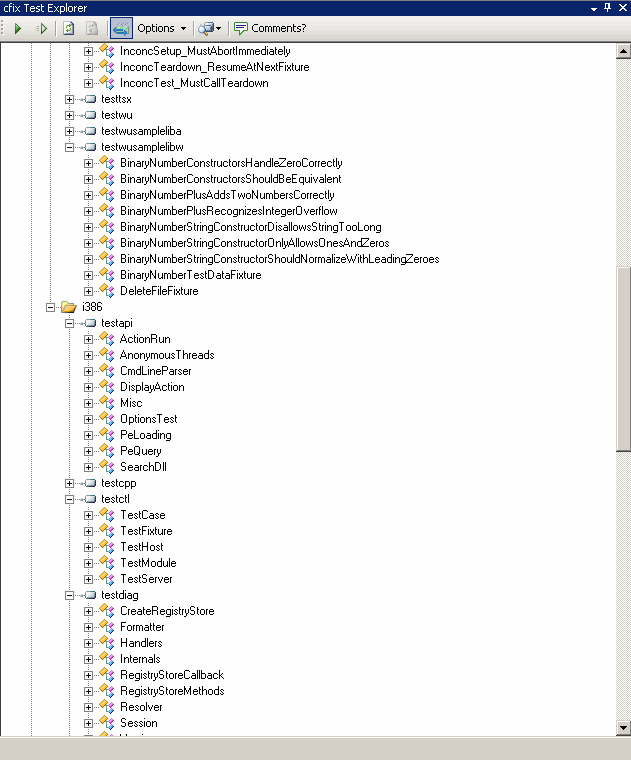 cfix Test Explorer
Options
Comments?
InconcSetup_MustAbortImmediately
InconcTeardown_ResumeAtNextFixture
InconcTest_MustCallTeardown
testtsx
testwu
testwusampleliba
testwusamplelibw
BinaryNumberConstructorsHandleZeroCorrectly
BinaryNumberConstructorsShouldBeEquivalent
BinaryNumberPlusAddsTwoNumbersCorrectly
BinaryNumberPlusRecognizesIntegerOverflow
BinaryNumberStringConstructorDisallowsStringTooLong
BinaryNumberStringConstructorOnlyAllowsOnesAndZeros
BinaryNumberStringConstructorShouldNormalizeWithLeadingZeroes
BinaryNumberTestDataFixture
DeleteFileFixture
i386
testapi
ActionRun
AnonymousThreads
CmdLineParser
DisplayAction
Misc
OptionsTest
PeLoading
PeQuery
SearchDll
testcpp
testctl
TestCase
TestFixture
TestHost
TestModule
TestServer
testdiag
CreateRegistryStore
Formatter
Handlers
Internals
RegistryStoreCallback
RegistryStoreMethods
Resolver
Session